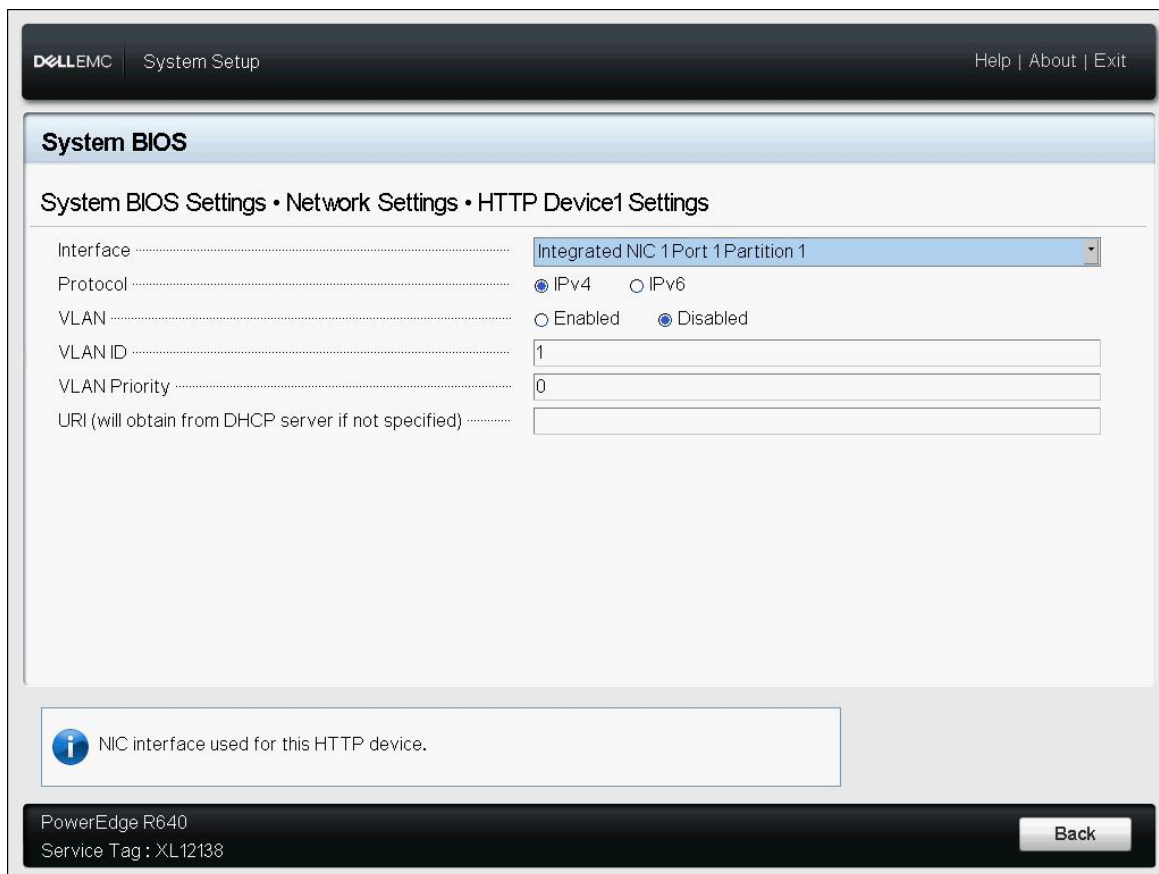 DELLEMC System Setup Help | About | Exit
System BIOS
System BIOS Settings • Network Settings • HTTP Device1 Settings
Interface Integrated NIC 1 Port 1 Partition 1
Protocol IPv4 IPv6
VLAN Enabled Disabled
VLAN ID 1
VLAN Priority 0
URI (will obtain from DHCP server if not specified)
NIC interface used for this HTTP device.
PowerEdge R640
Service Tag : XL12138
Back